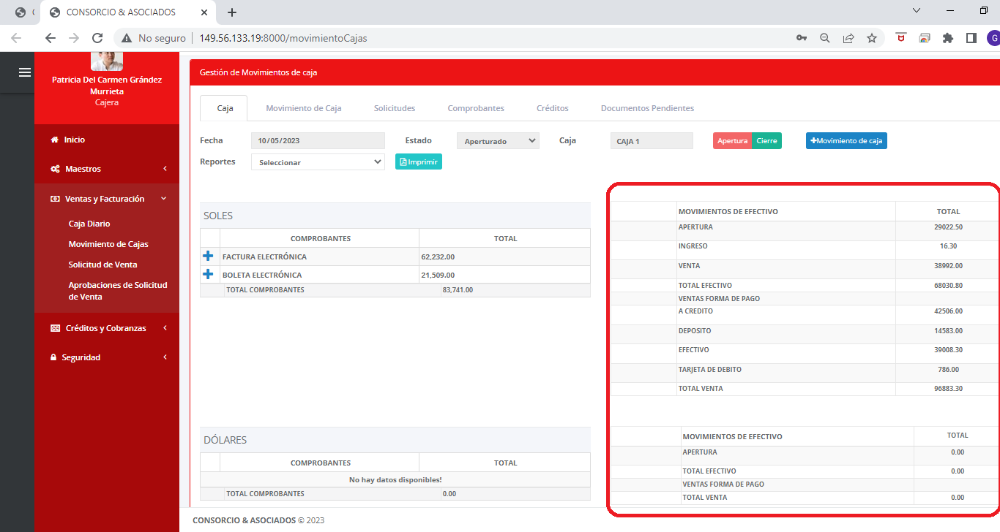 CONSORCIO & ASOCIADOS
No seguro
149.56.133.19:8000/movimientoCajas
G
Patricia Del Carmen Grández
Murrieta
Cajera
Inicio
Maestros
Ventas y Facturación
Caja Diario
Movimiento de Cajas
Solicitud de Venta
Aprobaciones de Solicitud
de Venta
Créditos y Cobranzas
Seguridad
Gestión de Movimientos de caja
Caja Movimiento de Caja Solicitudes Comprobantes Créditos Documentos Pendientes
Fecha 10/05/2023 Estado Aperturado Caja CAJA 1 Apertura Cierre +Movimiento de caja
Reportes Seleccionar Imprimir
SOLES
COMPROBANTES TOTAL
FACTURA ELECTRÓNICA 62,232.00
BOLETA ELECTRÓNICA 21,509.00
TOTAL COMPROBANTES 83,741.00
MOVIMIENTOS DE EFECTIVO TOTAL
APERTURA 29022.50
INGRESO 16.30
VENTA 38992.00
TOTAL EFECTIVO 68030.80
VENTAS FORMA DE PAGO
A CREDITO 42506.00
DEPOSITO 14583.00
EFECTIVO 39008.30
TARJETA DE DEBITO 786.00
TOTAL VENTA 96883.30
DÓLARES
COMPROBANTES TOTAL
No hay datos disponibles!
TOTAL COMPROBANTES 0.00
MOVIMIENTOS DE EFECTIVO TOTAL
APERTURA 0.00
TOTAL EFECTIVO 0.00
VENTAS FORMA DE PAGO
TOTAL VENTA 0.00
CONSORCIO & ASOCIADOS © 2023